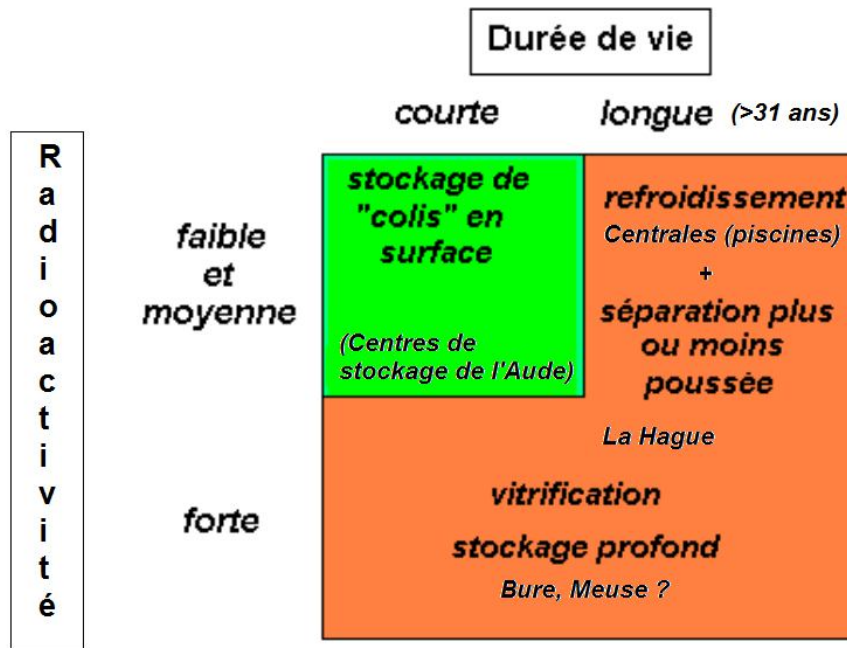 Durée de vie
courte
longue (>31 ans)
Radioactivité
faible
et
moyenne
forte
stockage de
"colis" en
surface
(Centres de
stockage de l'Aude)
refroidissement
Centrales (piscines)
+
séparation plus
ou moins
poussée
La Hague
vitrification
stockage profond
Bure, Meuse ?